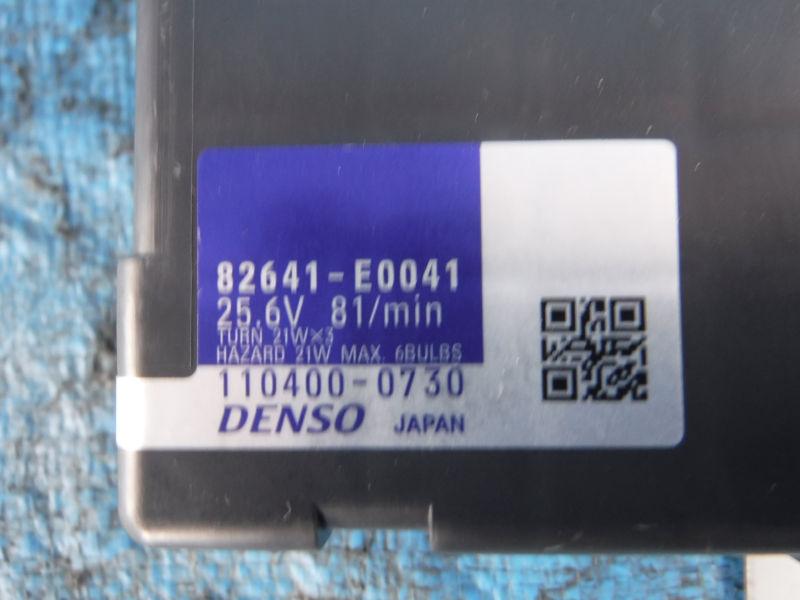 82641-E0041
25.6V 81/min
TURN 21W×3
HAZARD 21W MAX. 6BULBS
110400-0730
DENSO JAPAN